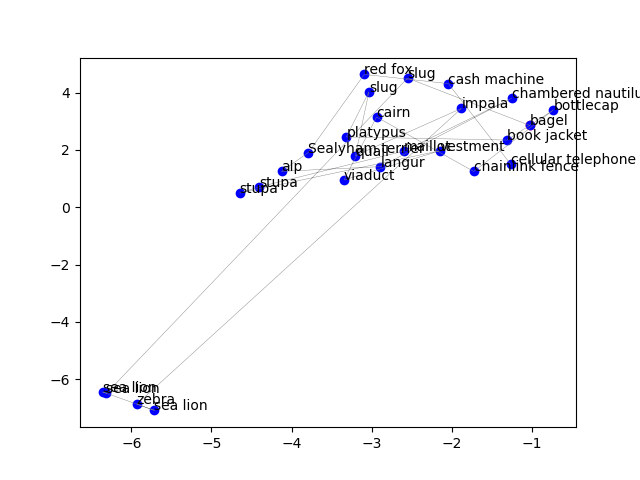 red fox
slug
slug
cash machine
chambered nautilu
impala
bottlecap
cairn
bagel
platypus
book jacket
Sealyham terrier
quail
maillot
vestment
cellular telephone
langur
chainlink fence
alp
viaduct
stupa
stupa
sea lion
sea lion
zebra
sea lion
4
2
0
−2
−4
−6
−6
−5
−4
−3
−2
−1